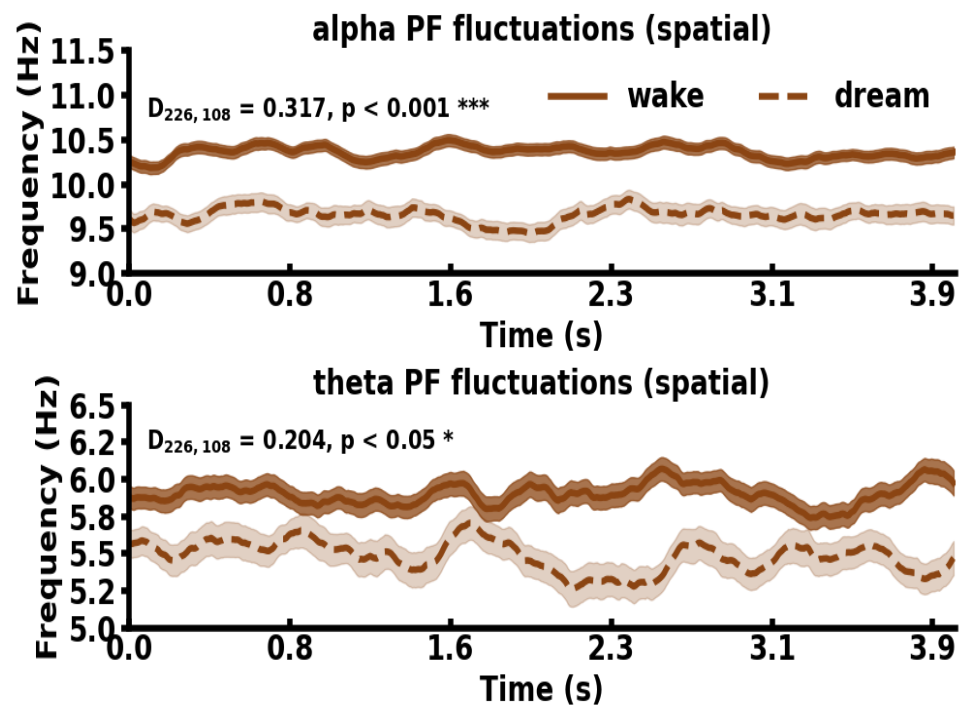 alpha PF fluctuations (spatial)
Frequency (Hz)
11.5
11.0
10.5
10.0
9.5
9.0
D226, 108 = 0.317, p < 0.001 ***
wake dream
0.0 0.8 1.6 2.3 3.1 3.9
Time (s)
theta PF fluctuations (spatial)
Frequency (Hz)
6.5
6.2
6.0
5.8
5.5
5.2
5.0
D226, 108 = 0.204, p < 0.05 *
0.0 0.8 1.6 2.3 3.1 3.9
Time (s)